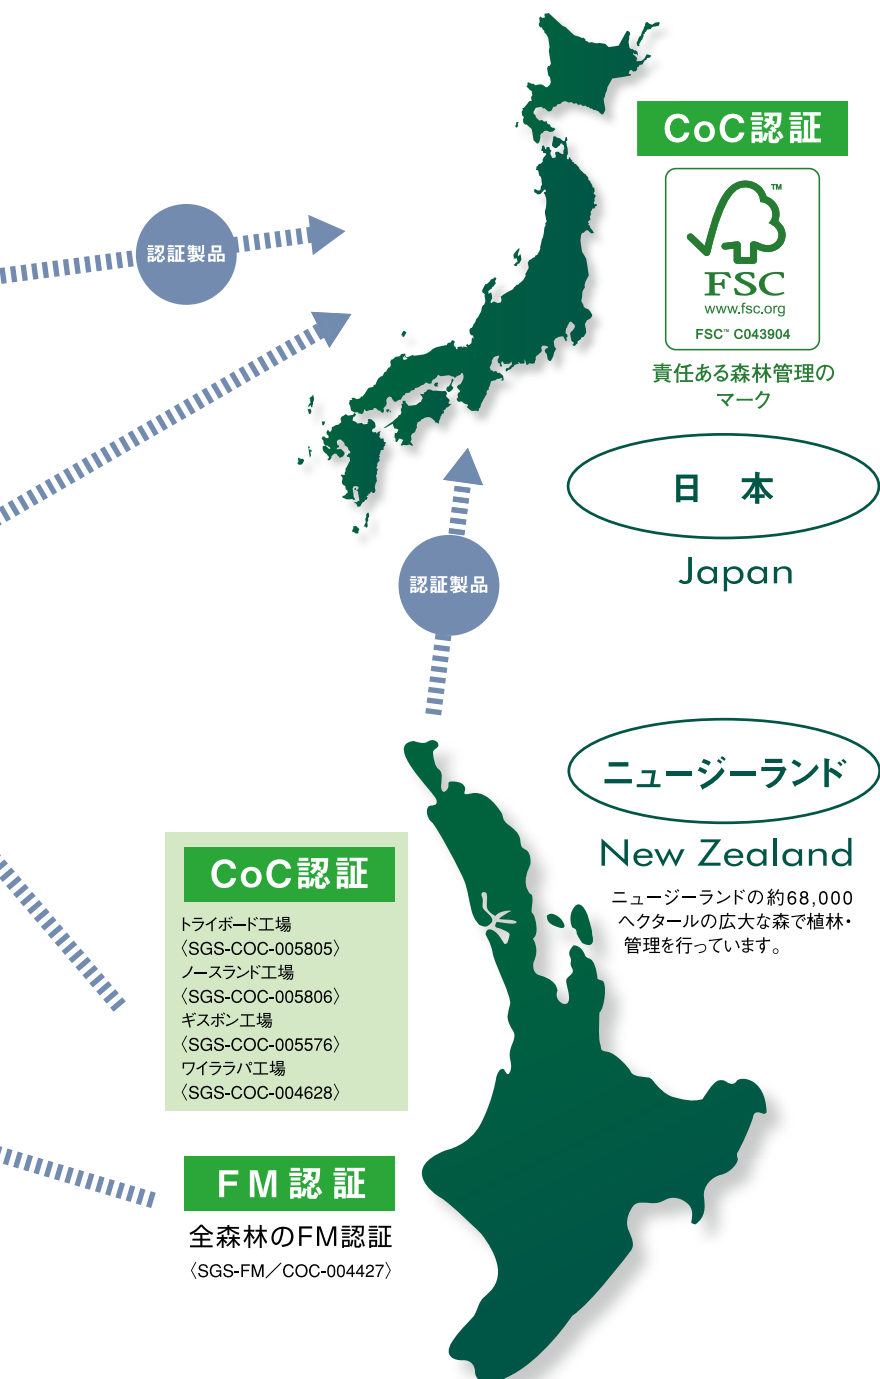 CoC認証
™
FSC
www.fsc.org
FSC™ C043904
責任ある森林管理の
マーク
認証製品
日 本
Japan
認証製品
ニュージーランド
New Zealand
ニュージーランドの約68,000
ヘクタールの広大な森で植林・
管理を行っています。
CoC認証
トライボード工場
〈SGS-COC-005805〉
ノースランド工場
〈SGS-COC-005806〉
ギスボン工場
〈SGS-COC-005576〉
ワイララパ工場
〈SGS-COC-004628〉
FM認証
全森林のFM認証
〈SGS-FM／COC-004427〉